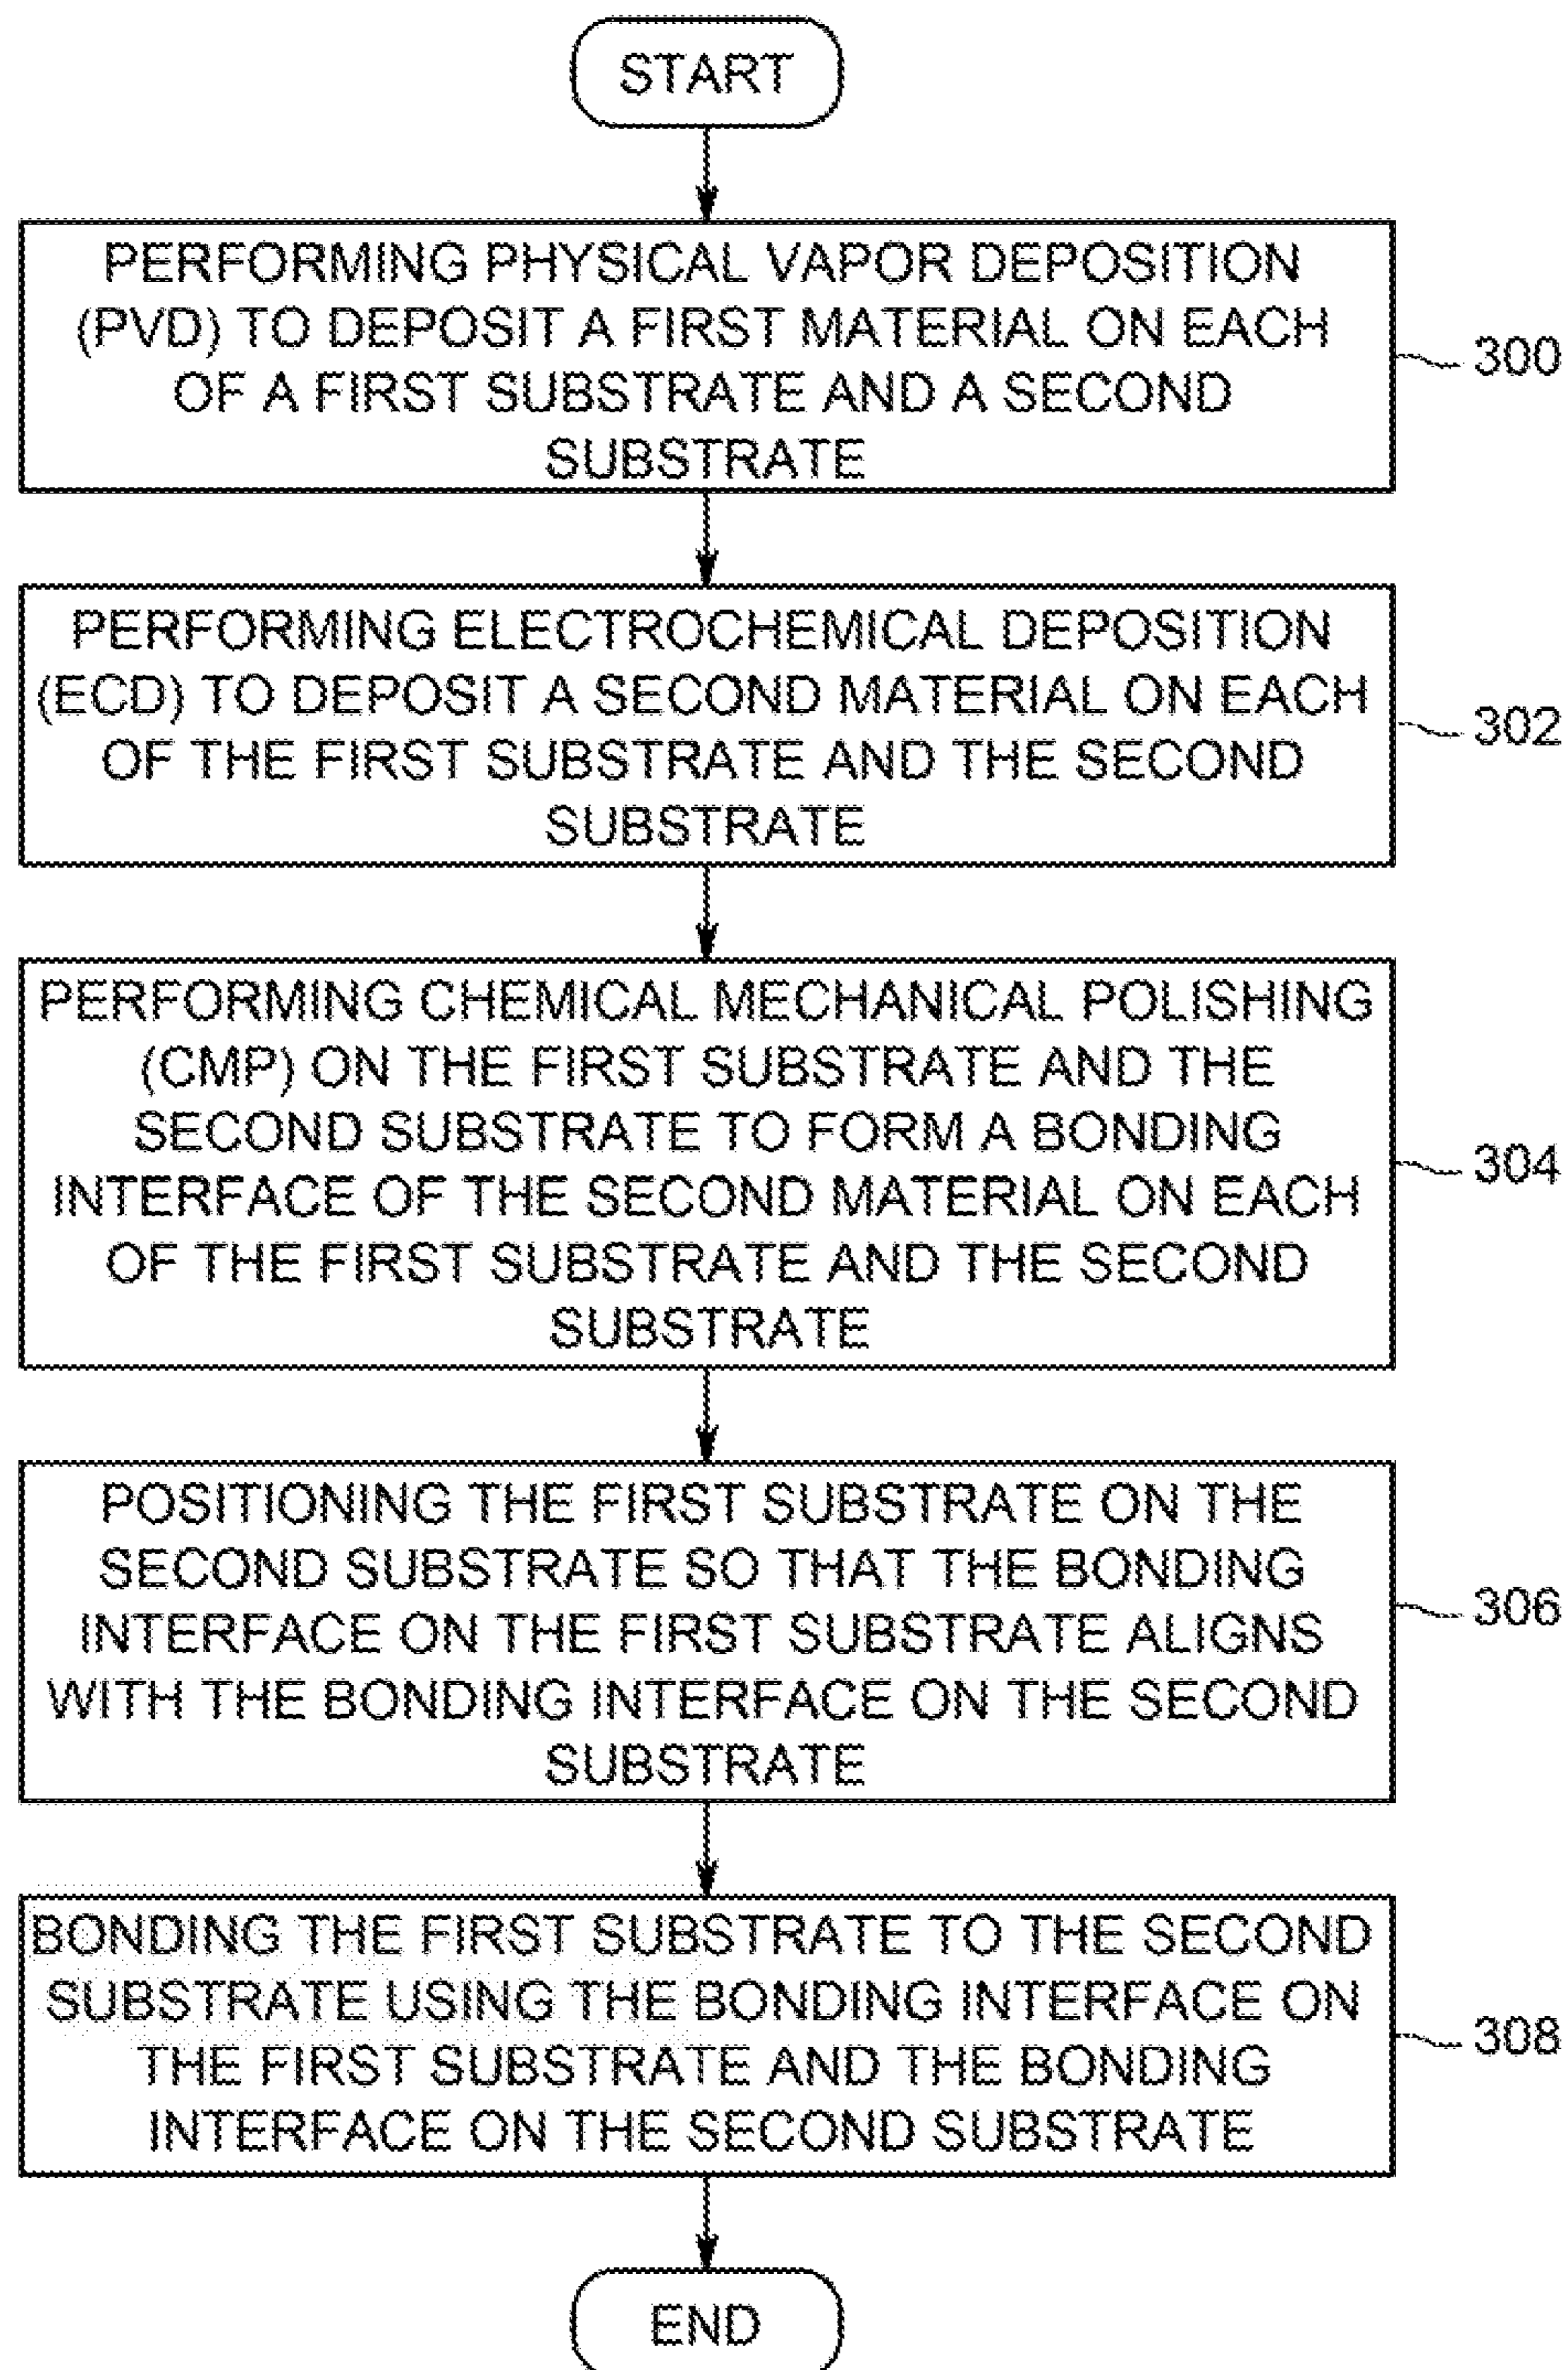 START
PERFORMING PHYSICAL VAPOR DEPOSITION
(PVD) TO DEPOSIT A FIRST MATERIAL ON EACH
OF A FIRST SUBSTRATE AND A SECOND
SUBSTRATE
300
PERFORMING ELECTROCHEMICAL DEPOSITION
(ECD) TO DEPOSIT A SECOND MATERIAL ON EACH
OF THE FIRST SUBSTRATE AND THE SECOND
SUBSTRATE
302
PERFORMING CHEMICAL MECHANICAL POLISHING
(CMP) ON THE FIRST SUBSTRATE AND THE
SECOND SUBSTRATE TO FORM A BONDING
INTERFACE OF THE SECOND MATERIAL ON EACH
OF THE FIRST SUBSTRATE AND THE SECOND
SUBSTRATE
304
POSITIONING THE FIRST SUBSTRATE ON THE
SECOND SUBSTRATE SO THAT THE BONDING
INTERFACE ON THE FIRST SUBSTRATE ALIGNS
WITH THE BONDING INTERFACE ON THE SECOND
SUBSTRATE
306
BONDING THE FIRST SUBSTRATE TO THE SECOND
SUBSTRATE USING THE BONDING INTERFACE ON
THE FIRST SUBSTRATE AND THE BONDING
INTERFACE ON THE SECOND SUBSTRATE
308
END